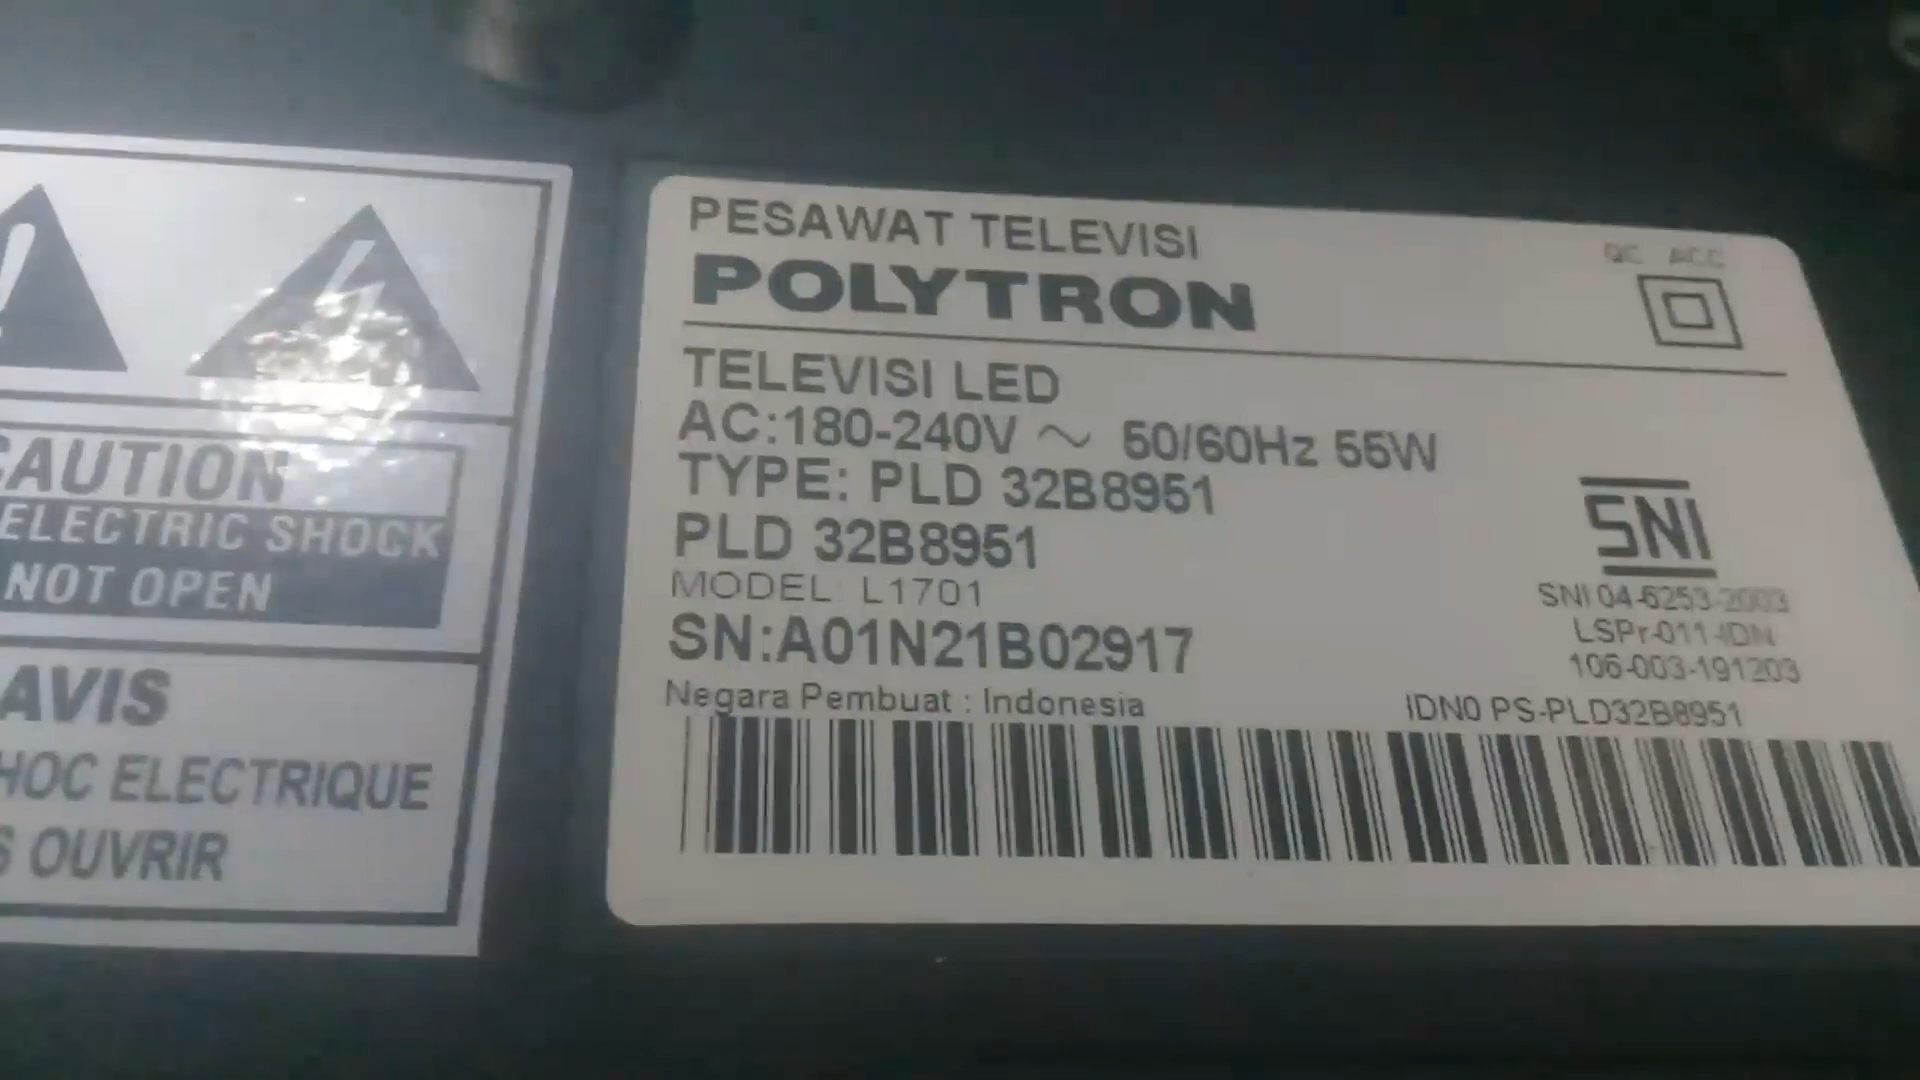 CAUTION
ELECTRIC SHOCK
NOT OPEN
AVIS
HOC ELECTRIQUE
S OUVRIR
PESAWAT TELEVISI
POLYTRON
QC ACC
TELEVISI LED
AC:180-240V ~ 50/60Hz 55W
TYPE: PLD 32B8951
PLD 32B8951
MODEL L1701
SN:A01N21B02917
Negara Pembuat : Indonesia
SNI
SNI 04-6253-2003
LSPr-011-IDN
106-003-191203
IDN0 PS-PLD32B8951